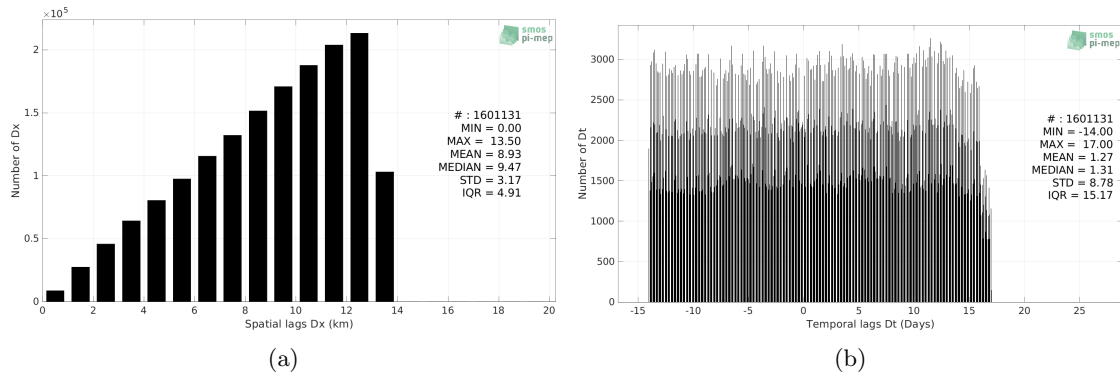 ×10^5
Number of Dx
2
1.5
1
0.5
0
0 2 4 6 8 10 12 14 16 18 20
Spatial lags Dx (km)
smos
pi-mep
# : 1601131
MIN = 0.00
MAX = 13.50
MEAN = 8.93
MEDIAN = 9.47
STD = 3.17
IQR = 4.91
(a)
Number of Dt
3000
2500
2000
1500
1000
500
0
-15 -10 -5 0 5 10 15 20 25
Temporal lags Dt (Days)
smos
pi-mep
# : 1601131
MIN = -14.00
MAX = 17.00
MEAN = 1.27
MEDIAN = 1.31
STD = 8.78
IQR = 15.17
(b)